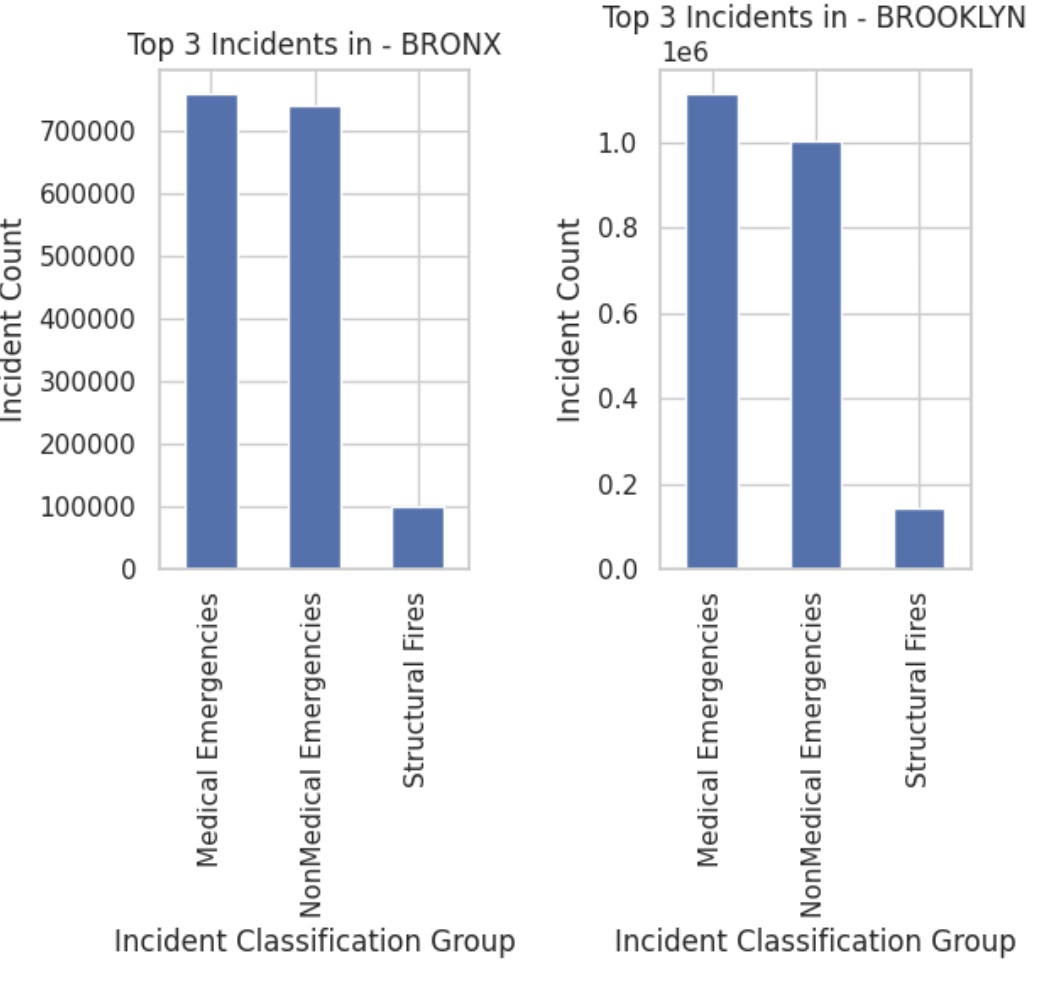 Top 3 Incidents in - BRONX
Incident Count
700000
600000
500000
400000
300000
200000
100000
0
Medical Emergencies
NonMedical Emergencies
Structural Fires
Incident Classification Group
Top 3 Incidents in - BROOKLYN
1e6
Incident Count
1.0
0.8
0.6
0.4
0.2
0.0
Medical Emergencies
NonMedical Emergencies
Structural Fires
Incident Classification Group